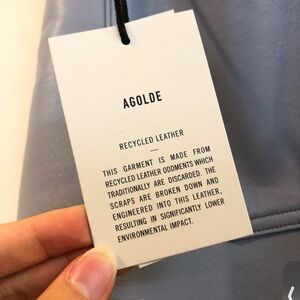 AGOLDE
RECYCLED LEATHER
—
THIS GARMENT IS MADE FROM
RECYCLED LEATHER ODDMENTS WHICH
TRADITIONALLY ARE DISCARDED. THE
SCRAPS ARE BROKEN DOWN AND
ENGINEERED INTO THIS LEATHER,
RESULTING IN SIGNIFICANTLY LOWER
ENVIRONMENTAL IMPACT.